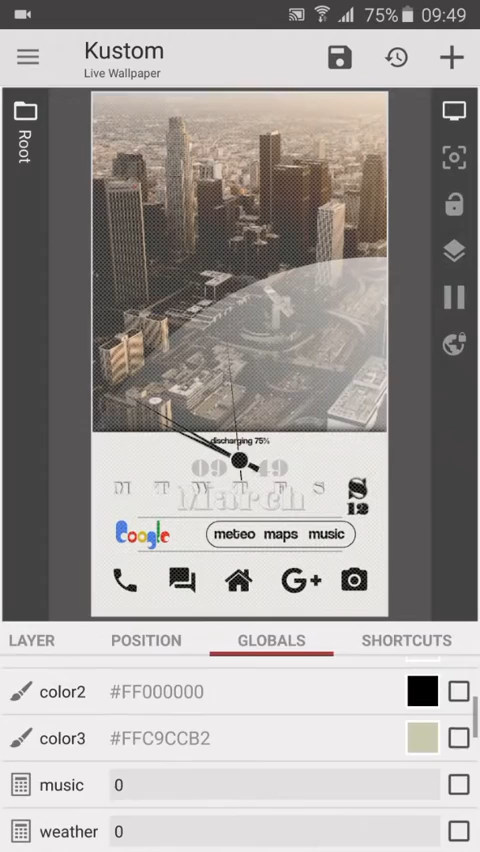 75% 09:49
Kustom
Live Wallpaper
Root
discharging 75%
09 49
M T W T F S S
March 12
Google meteo maps music
G+
LAYER POSITION GLOBALS SHORTCUTS
color2 #FF000000
color3 #FFC9CCB2
music 0
weather 0